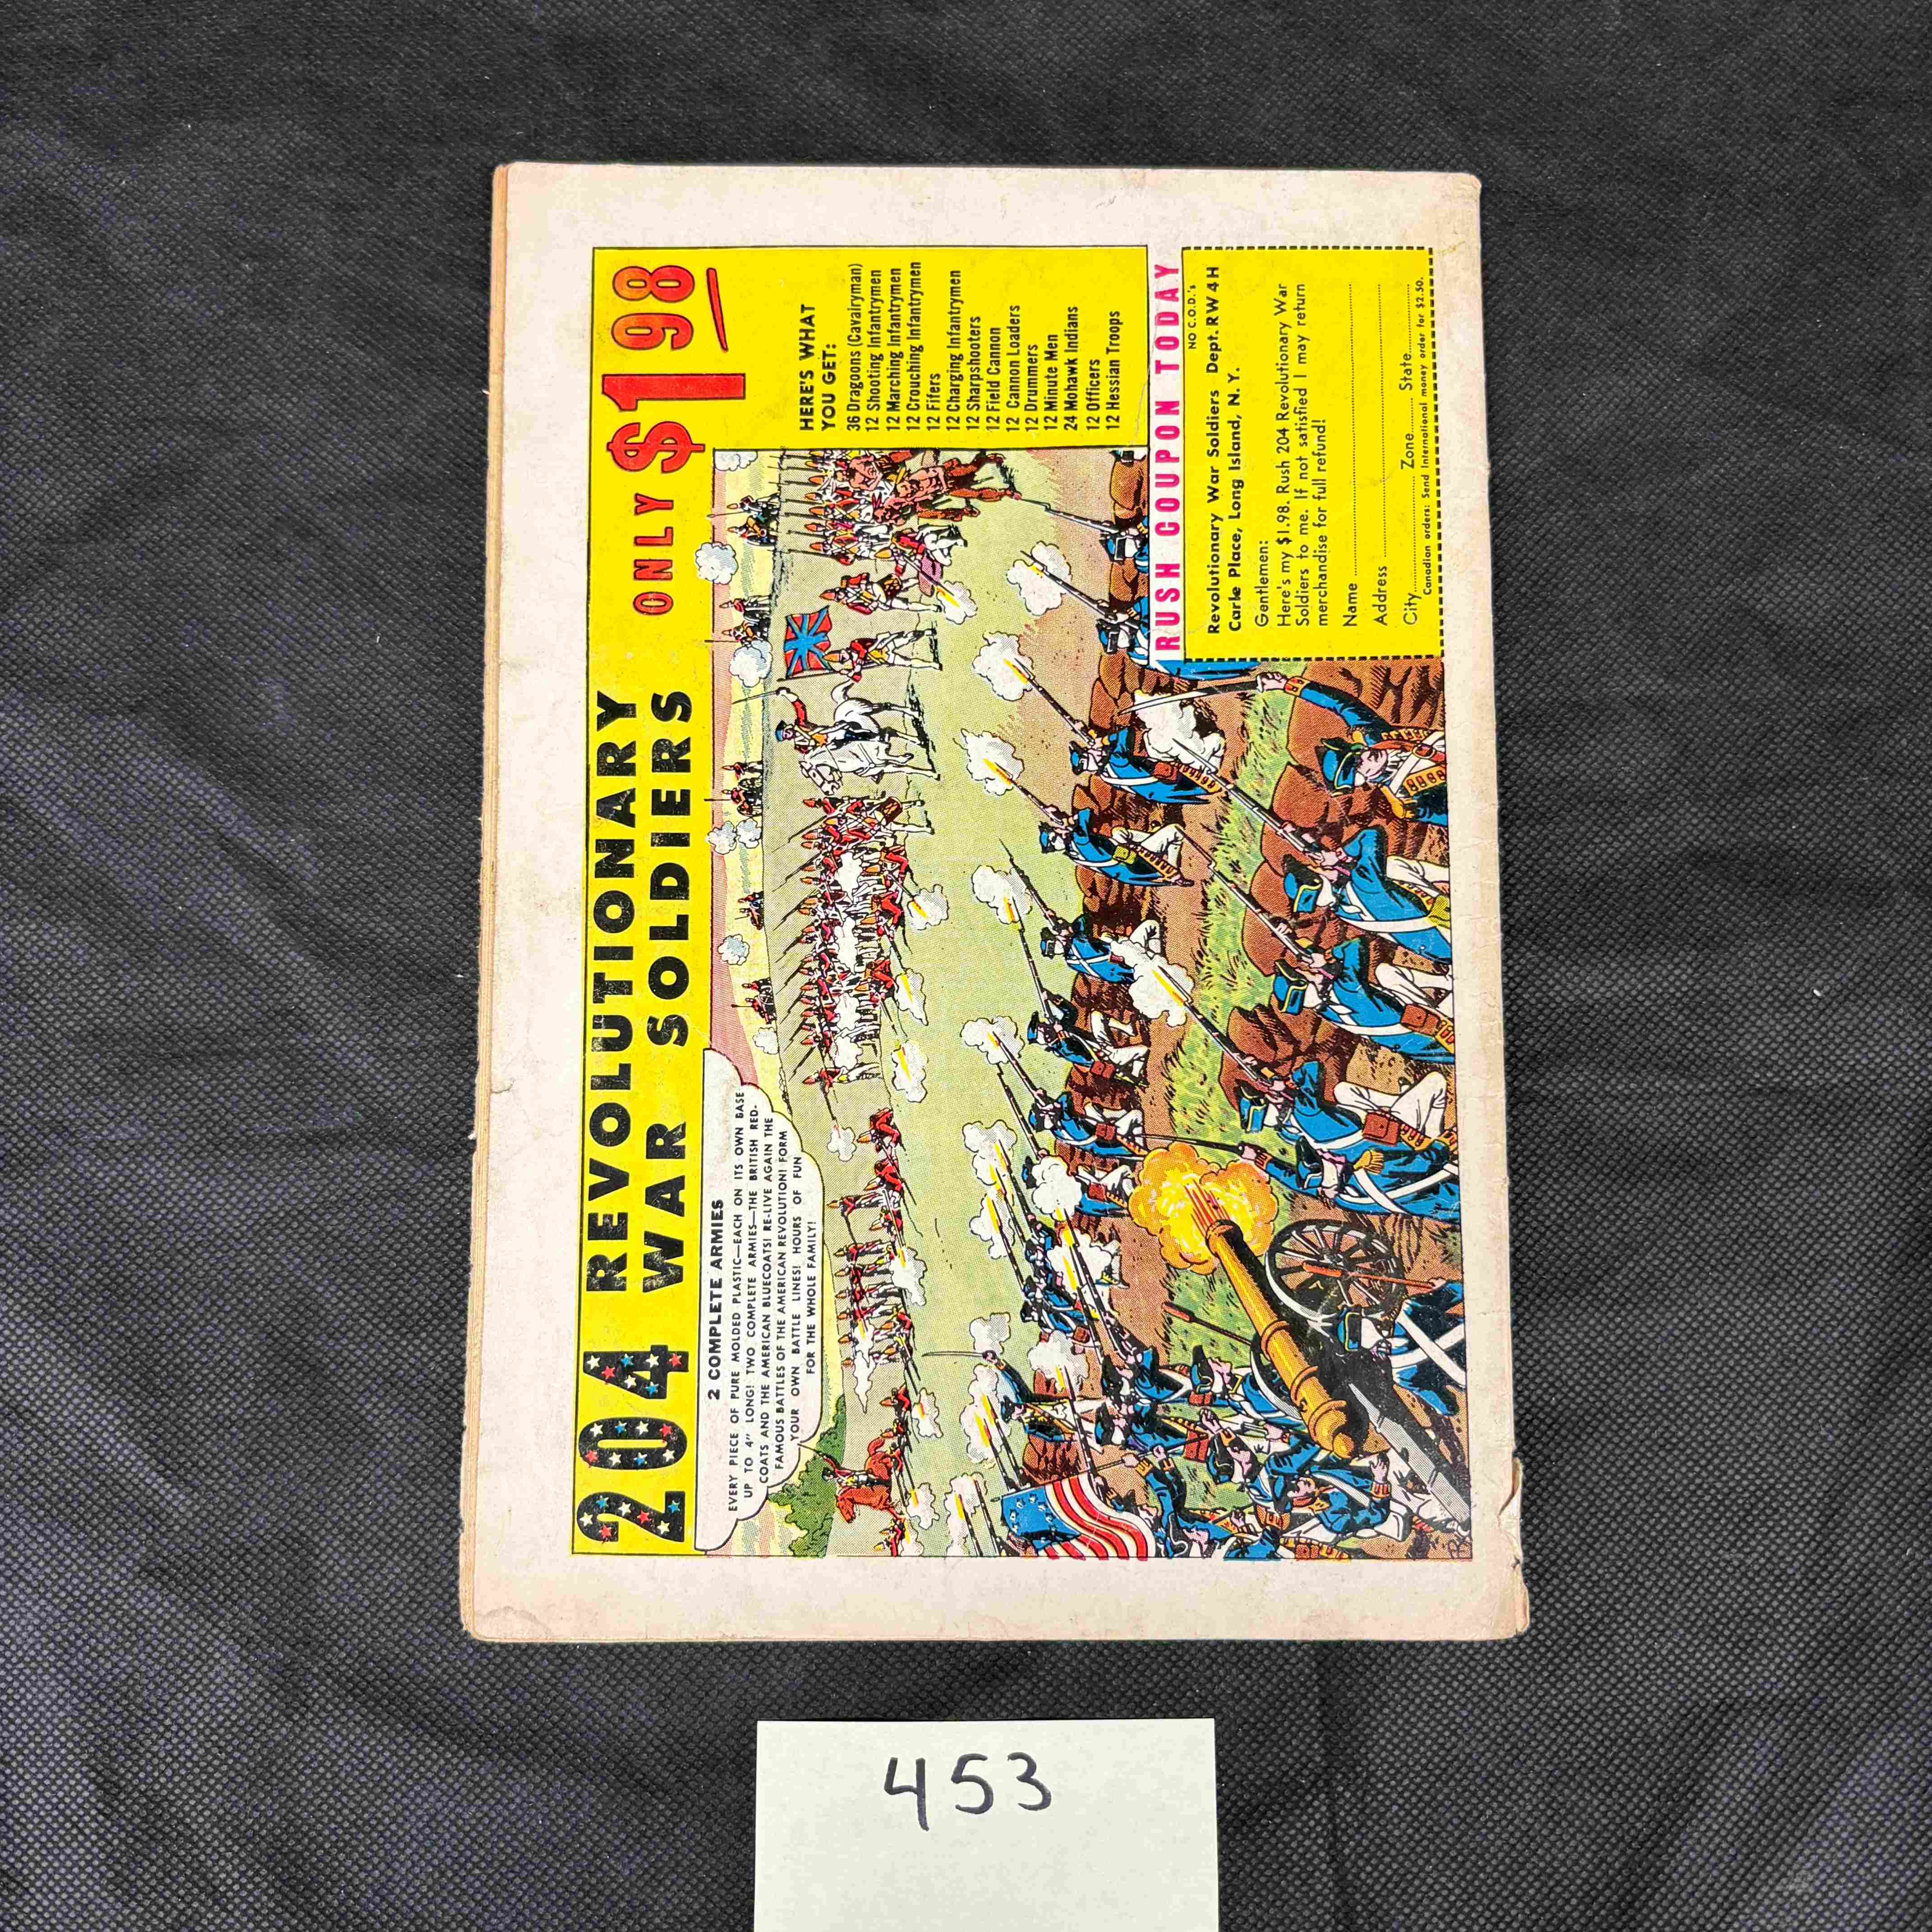 204 REVOLUTIONARY
WAR SOLDIERS
ONLY $198
2 COMPLETE ARMIES
EVERY PIECE OF PURE MOLDED PLASTIC—EACH ON ITS OWN BASE
UP TO 4" LONG! TWO COMPLETE ARMIES—THE BRITISH RED-
COATS AND THE AMERICAN BLUECOATS! RE-LIVE AGAIN THE
FAMOUS BATTLES OF THE AMERICAN REVOLUTION! FORM
YOUR OWN BATTLE LINES! HOURS OF FUN
FOR THE WHOLE FAMILY!
HERE'S WHAT
YOU GET:
36 Dragoons (Cavalryman)
12 Shooting Infantrymen
12 Marching Infantrymen
12 Crouching Infantrymen
12 Fifers
12 Charging Infantrymen
12 Sharpshooters
12 Field Cannon
12 Cannon Loaders
12 Drummers
12 Minute Men
24 Mohawk Indians
12 Officers
12 Hessian Troops
RUSH COUPON TODAY
NO C.O.D.'s
Revolutionary War Soldiers Dept. RW 4H
Carle Place, Long Island, N.Y.
Gentlemen:
Here's my $1.98. Rush 204 Revolutionary War
Soldiers to me. If not satisfied I may return
merchandise for full refund!
Name
Address
City Zone State
Canadian orders: Send International money order for $2.50.
453